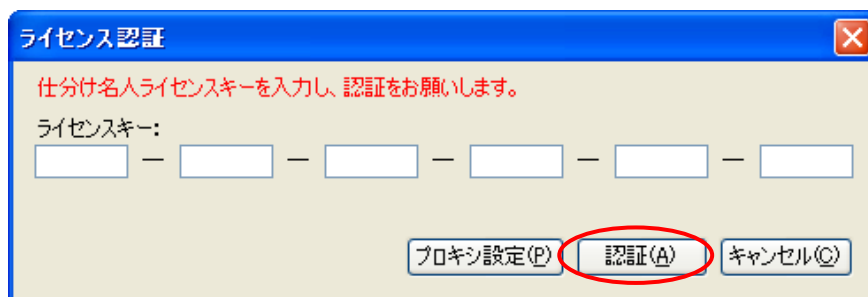 ライセンス認証
仕分け名人ライセンスキーを入力し、認証をお願いします。
ライセンスキー:
— — — — —
プロキシ設定(P) 認証(A) キャンセル(C)